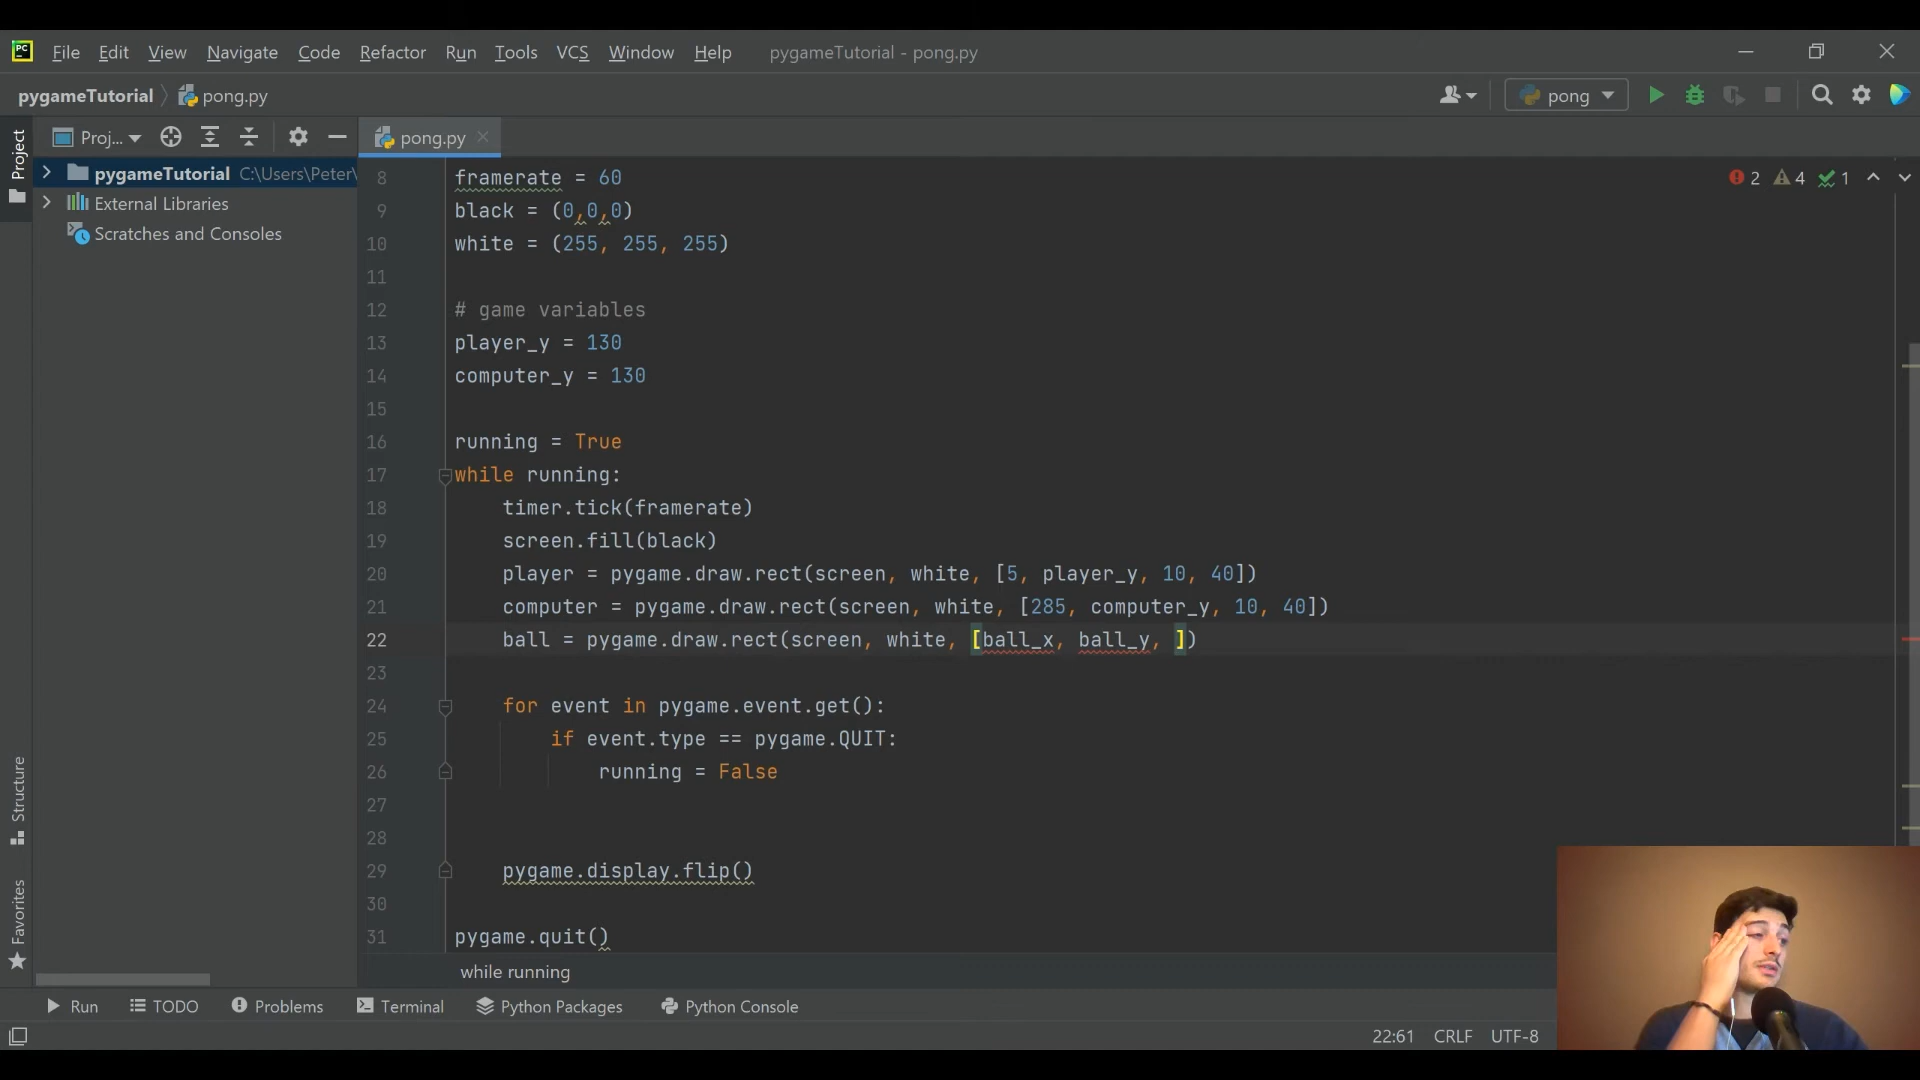 PC File Edit View Navigate Code Refactor Run Tools VCS Window Help pygameTutorial - pong.py
pygameTutorial pong.py pong
Project
Proj... pong.py
pygameTutorial C:\Users\Peter\
External Libraries
Scratches and Consoles
2 4 1
8 framerate = 60
9 black = (0,0,0)
10 white = (255, 255, 255)
11
12 # game variables
13 player_y = 130
14 computer_y = 130
15
16 running = True
17 while running:
18 timer.tick(framerate)
19 screen.fill(black)
20 player = pygame.draw.rect(screen, white, [5, player_y, 10, 40])
21 computer = pygame.draw.rect(screen, white, [285, computer_y, 10, 40])
22 ball = pygame.draw.rect(screen, white, [ball_x, ball_y, ])
23
24 for event in pygame.event.get():
25 if event.type == pygame.QUIT:
26 running = False
27
28
29 pygame.display.flip()
30
31 pygame.quit()
while running
Structure
Favorites
Run TODO Problems Terminal Python Packages Python Console
22:61 CRLF UTF-8